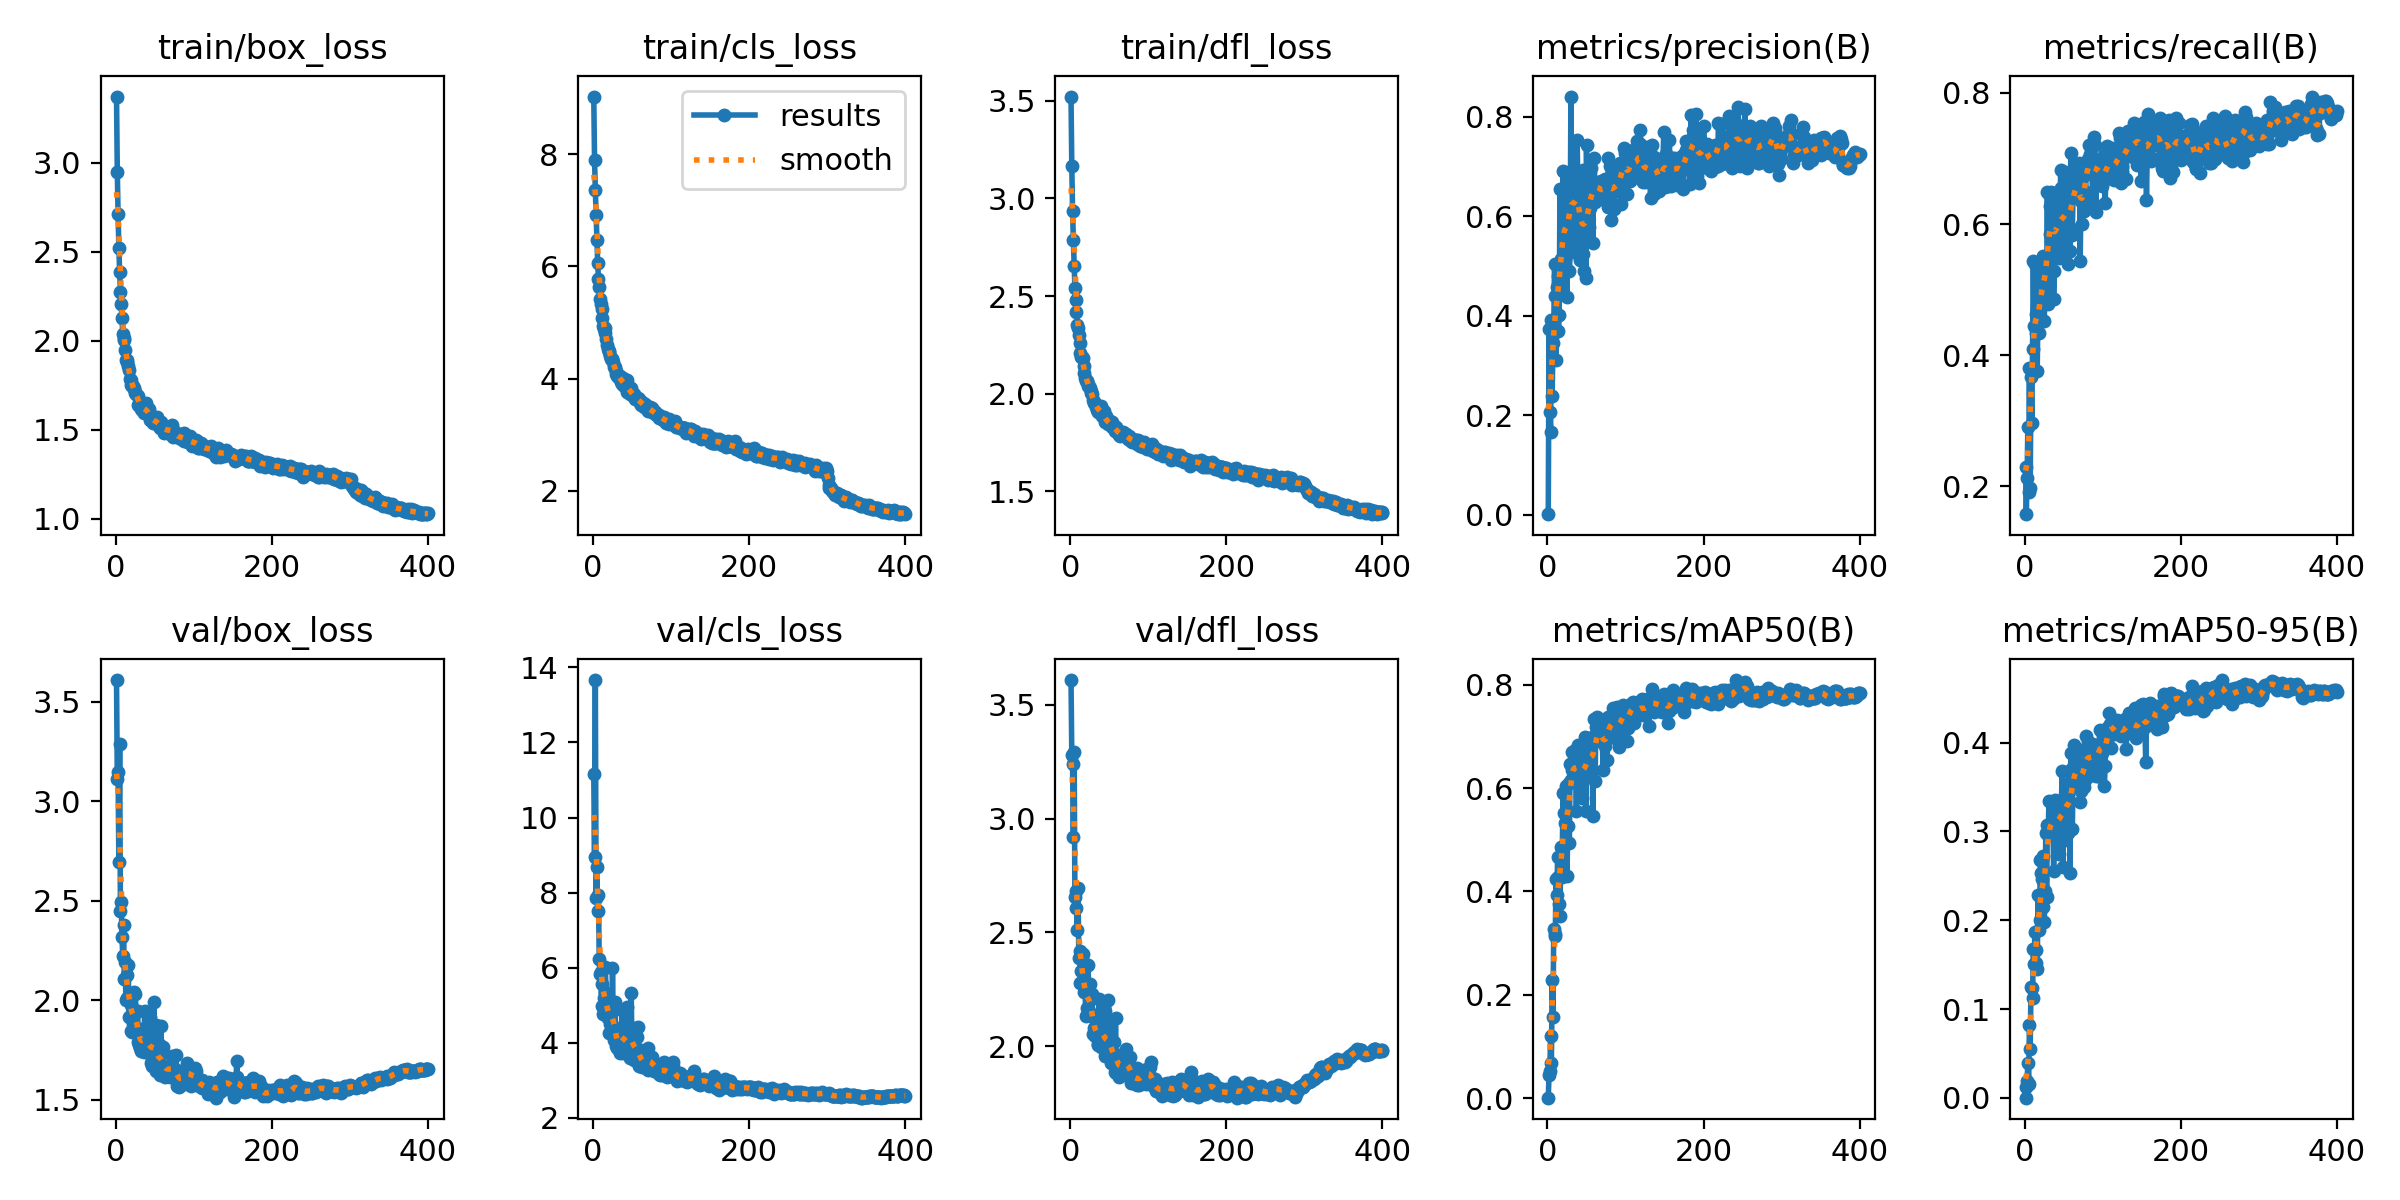 train/box_loss
train/cls_loss
train/dfl_loss
metrics/precision(B)
metrics/recall(B)
3.0
2.5
2.0
1.5
1.0
0 200 400
results
smooth
8
6
4
2
0 200 400
3.5
3.0
2.5
2.0
1.5
0 200 400
0.8
0.6
0.4
0.2
0.0
0 200 400
0.8
0.6
0.4
0.2
0 200 400
val/box_loss
val/cls_loss
val/dfl_loss
metrics/mAP50(B)
metrics/mAP50-95(B)
3.5
3.0
2.5
2.0
1.5
0 200 400
14
12
10
8
6
4
2
0 200 400
3.5
3.0
2.5
2.0
0 200 400
0.8
0.6
0.4
0.2
0.0
0 200 400
0.4
0.3
0.2
0.1
0.0
0 200 400